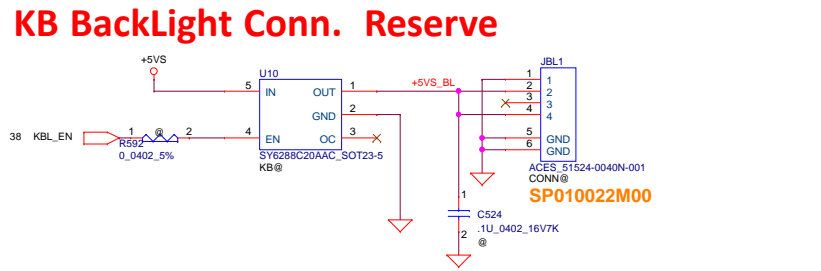 KB BackLight Conn. Reserve
+5VS
U10
5 IN OUT 1
GND 2
4 EN OC 3
SY6288C20AAC_SOT23-5
KB@
38 KBL_EN
1 @ 2
R592
0_0402_5%
+5VS_BL
JBL1
1 1
2 2
3 3
4 4
5 GND
6 GND
ACES_51524-0040N-001
CONN@
SP010022M00
1
C524
.1U_0402_16V7K
2
@